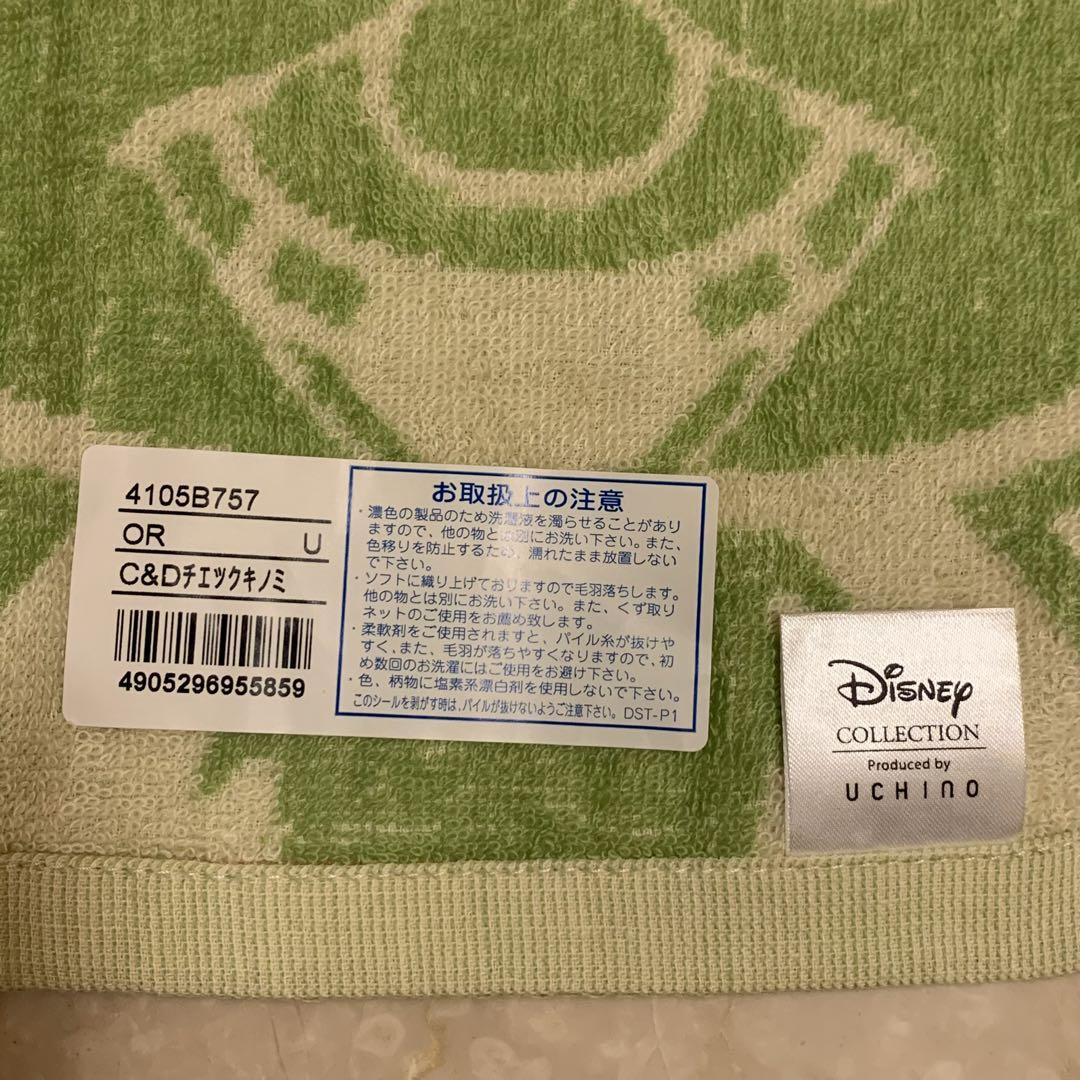 4105B757
OR U
C&Dチエツクキノミ
4905296955859
お取扱上の注意
・濃色の製品のため洗濯液を濁らせることがあり
ますので、他の物とは別にお洗い下さい。また、
色移りを防止するため、濡れたまま放置しない
で下さい。
・ソフトに織り上げておりますので毛羽落ちします。
他の物とは別にお洗い下さい。また、くず取り
ネットのご使用をお薦め致します。
・柔軟剤をご使用されますと、パイル糸が抜けや
すく、また、毛羽が落ちやすくなりますので、初
め数回のお洗濯にはご使用をお避け下さい。
・色、柄物に塩素系漂白剤を使用しないで下さい。
このシールを剥がす時は、パイルが抜けないようご注意下さい。DST-P1
Disney
COLLECTION
Produced by
UCHINO